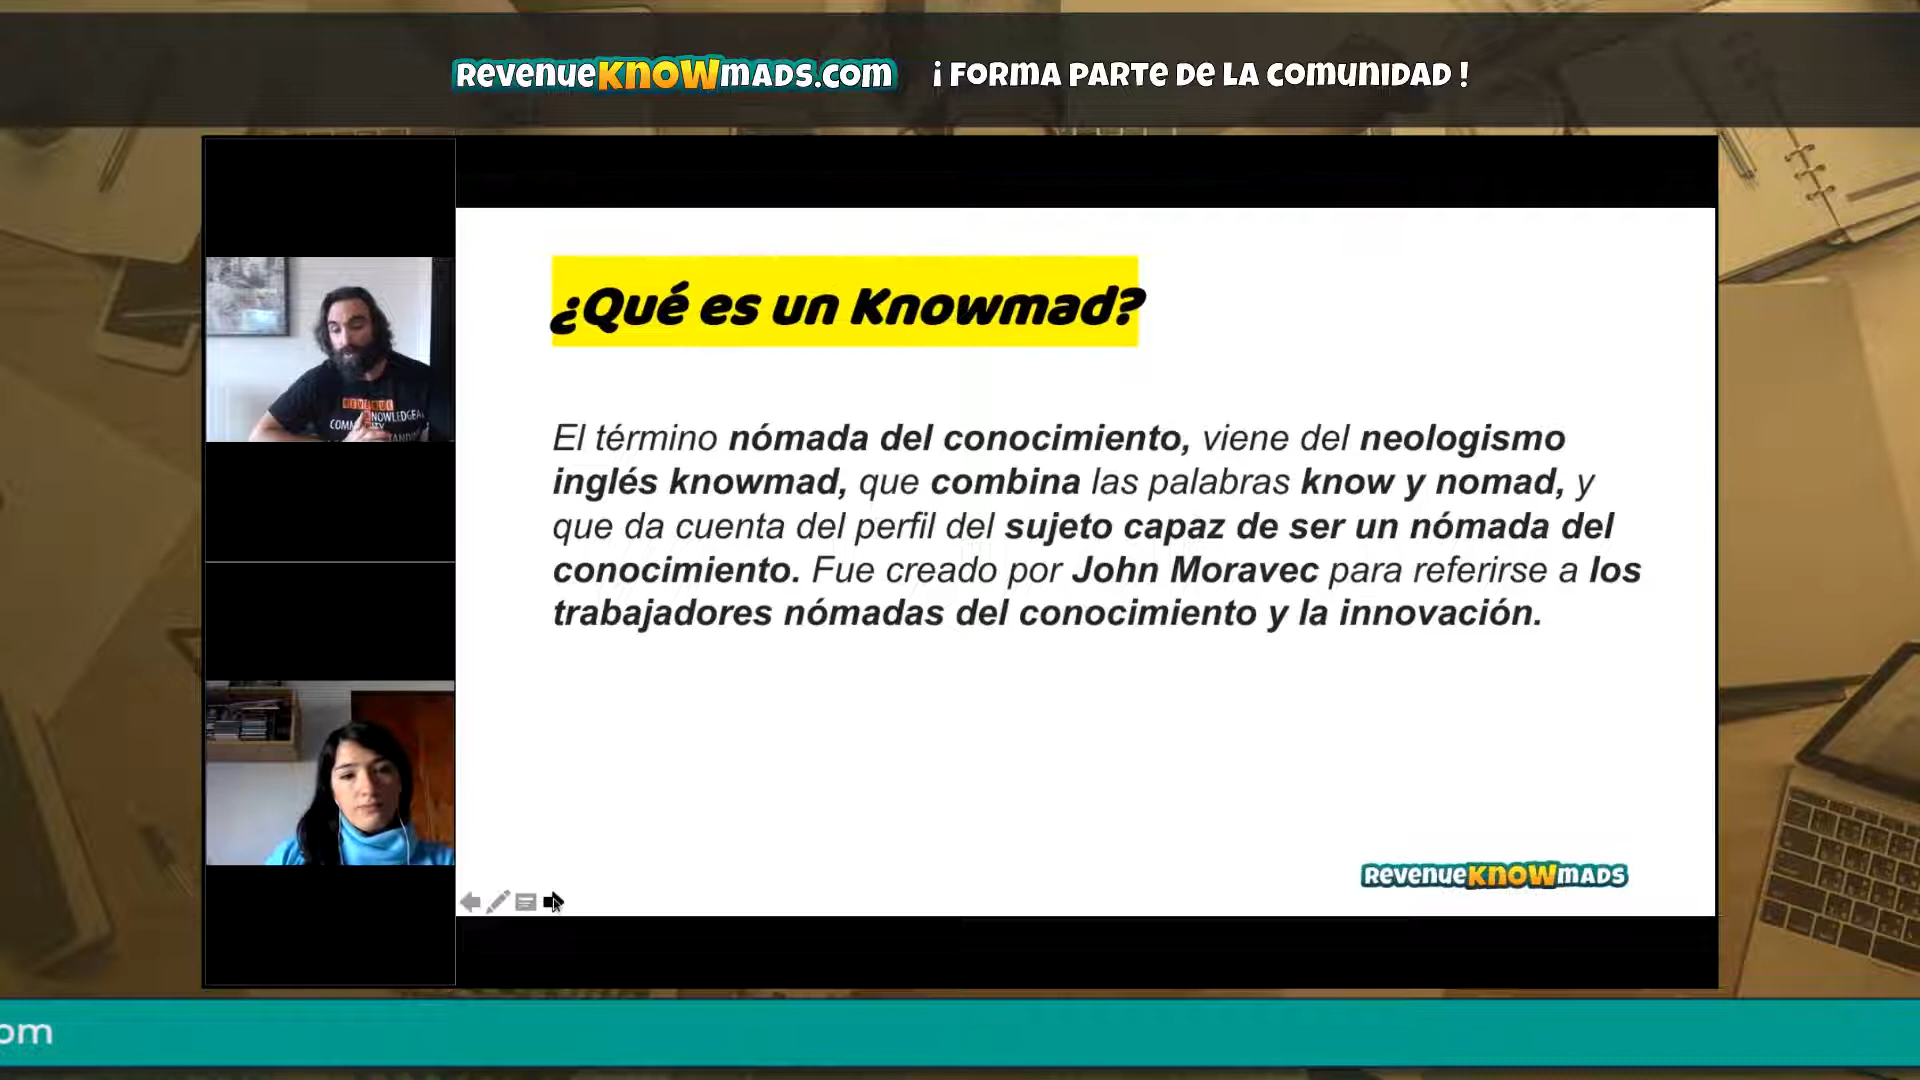 RevenueKNOWmads.com ¡ FORMA PARTE DE LA COMUNIDAD !
¿Qué es un Knowmad?
El término nómada del conocimiento, viene del neologismo
inglés knowmad, que combina las palabras know y nomad, y
que da cuenta del perfil del sujeto capaz de ser un nómada del
conocimiento. Fue creado por John Moravec para referirse a los
trabajadores nómadas del conocimiento y la innovación.
REVENUE
RevenueKNOWmads
om